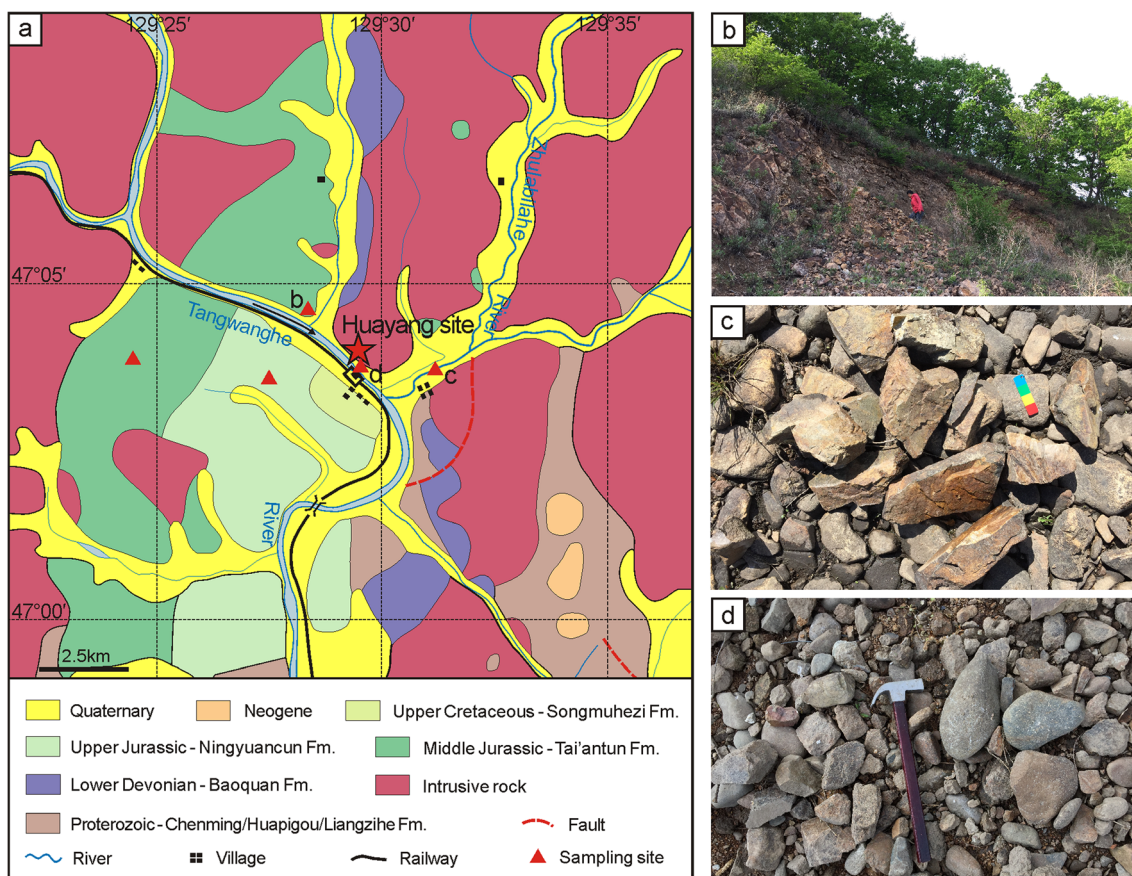 a
129°25′ 129°30′ 129°35′
Zhulabilahe
River
47°05′
b
Tangwanghe
Huayang site
d
c
River
47°00′
2.5km
Quaternary
Neogene
Upper Cretaceous - Songmuhezi Fm.
Upper Jurassic - Ningyuancun Fm.
Middle Jurassic - Tai'antun Fm.
Lower Devonian - Baoquan Fm.
Intrusive rock
Proterozoic - Chenming/Huapigou/Liangzihe Fm.
Fault
River
Village
Railway
Sampling site
b
c
d